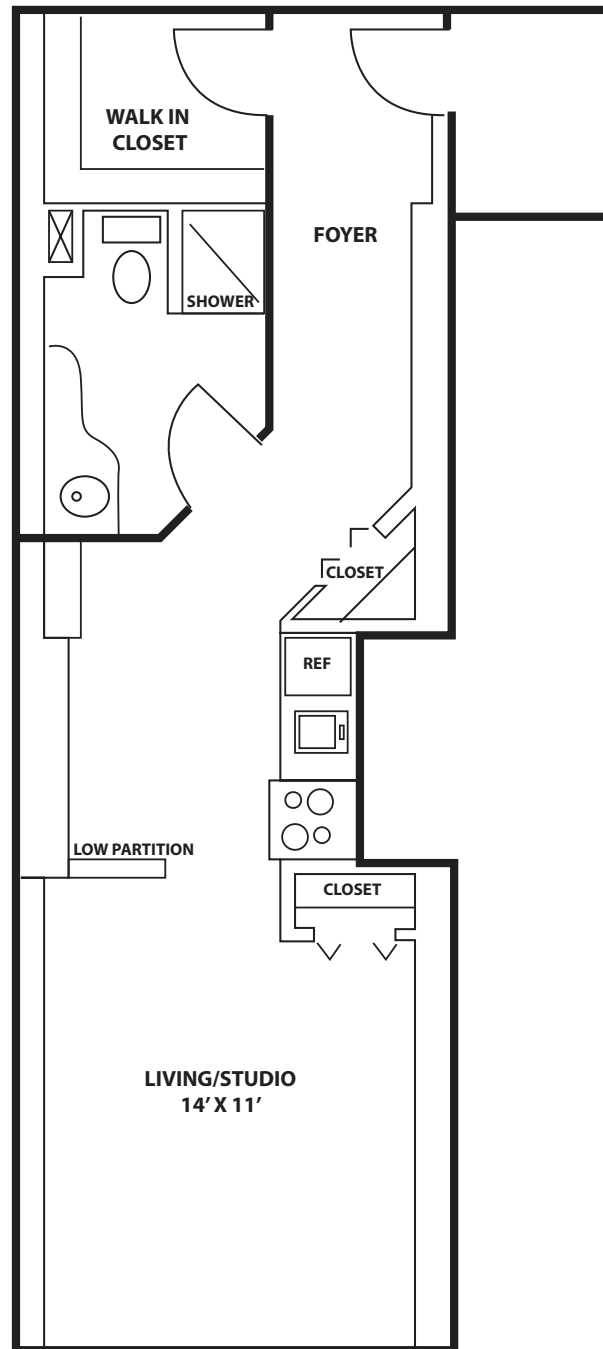 WALK IN
CLOSET
FOYER
SHOWER
CLOSET
REF
LOW PARTITION
CLOSET
LIVING/STUDIO
14’ X 11’